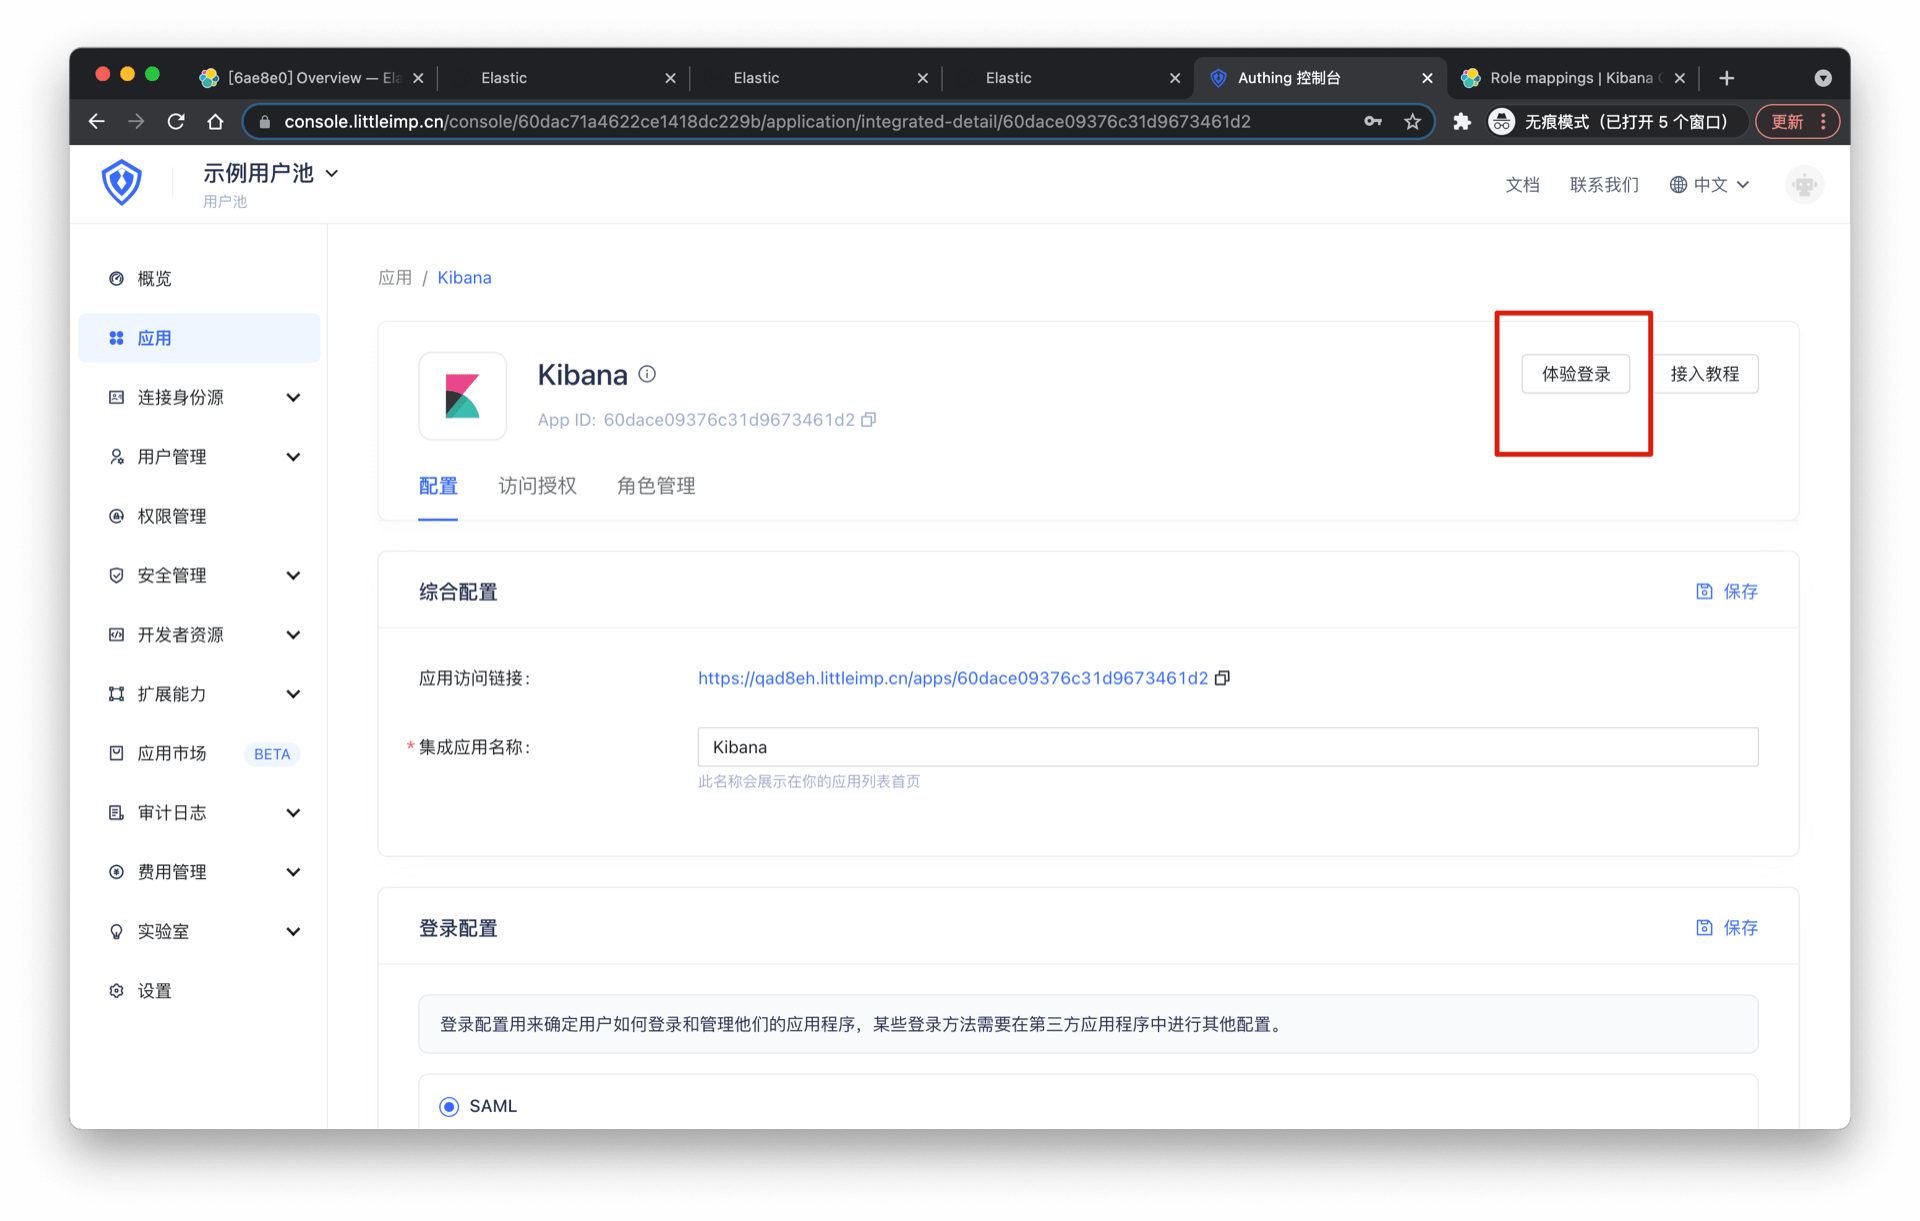 [6ae8e0] Overview — Ela
Elastic
Elastic
Elastic
Authing 控制台
Role mappings | Kibana
console.littleimp.cn/console/60dac71a4622ce1418dc229b/application/integrated-detail/60dace09376c31d9673461d2
无痕模式（已打开 5 个窗口）
更新
示例用户池
用户池
文档
联系我们
中文
概览
应用
连接身份源
用户管理
权限管理
安全管理
开发者资源
扩展能力
应用市场
BETA
审计日志
费用管理
实验室
设置
应用 / Kibana
Kibana
App ID: 60dace09376c31d9673461d2
体验登录
接入教程
配置
访问授权
角色管理
综合配置
保存
应用访问链接：
https://qad8eh.littleimp.cn/apps/60dace09376c31d9673461d2
* 集成应用名称：
Kibana
此名称会展示在你的应用列表首页
登录配置
保存
登录配置用来确定用户如何登录和管理他们的应用程序，某些登录方法需要在第三方应用程序中进行其他配置。
SAML